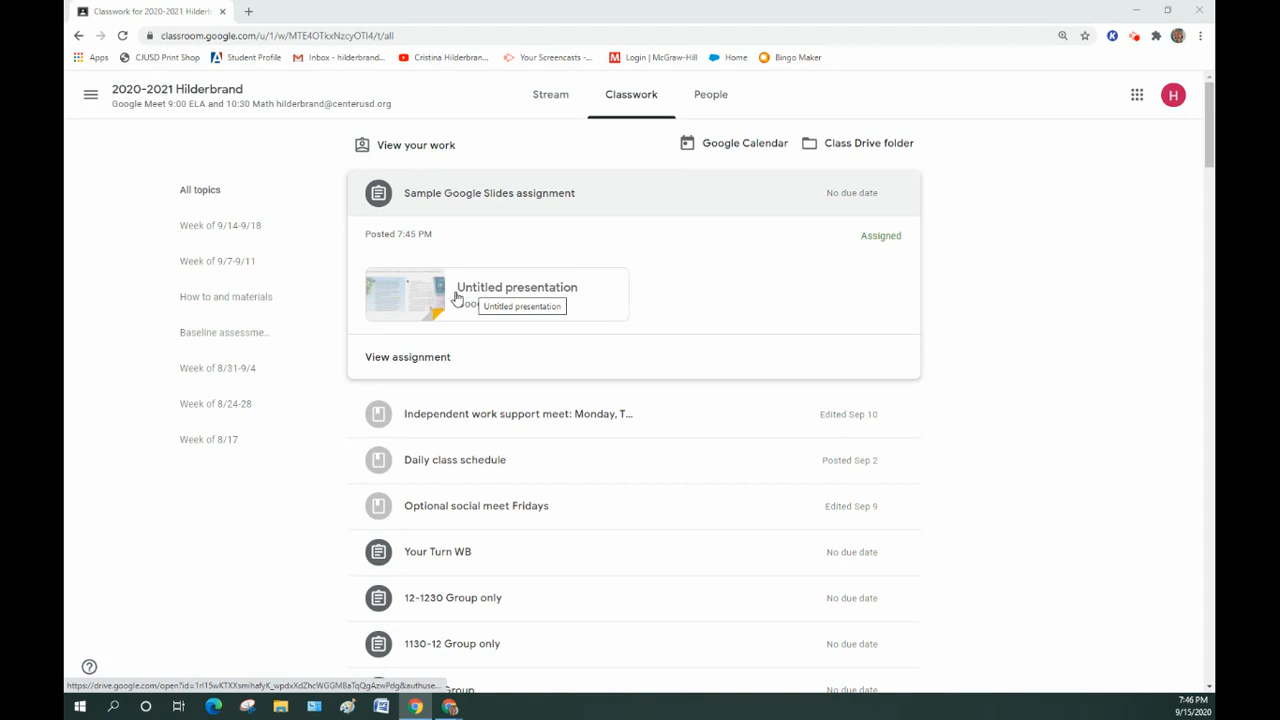 Classwork for 2020-2021 Hilderb
classroom.google.com/u/1/w/MTE4OTkxNzcyOTI4/t/all
Apps CJUSD Print Shop Student Profile Inbox - hilderbrand... Cristina Hilderbran... Your Screencasts -... Login | McGraw-Hill Home Bingo Maker
2020-2021 Hilderbrand
Google Meet 9:00 ELA and 10:30 Math hilderbrand@centerusd.org
Stream Classwork People
H
View your work
Google Calendar Class Drive folder
All topics
Week of 9/14-9/18
Week of 9/7-9/11
How to and materials
Baseline assessme...
Week of 8/31-9/4
Week of 8/24-28
Week of 8/17
Sample Google Slides assignment No due date
Posted 7:45 PM Assigned
Untitled presentation
Untitled presentation
View assignment
Independent work support meet: Monday, T... Edited Sep 10
Daily class schedule Posted Sep 2
Optional social meet Fridays Edited Sep 9
Your Turn WB No due date
12-1230 Group only No due date
1130-12 Group only No due date
Group
7:46 PM
9/15/2020